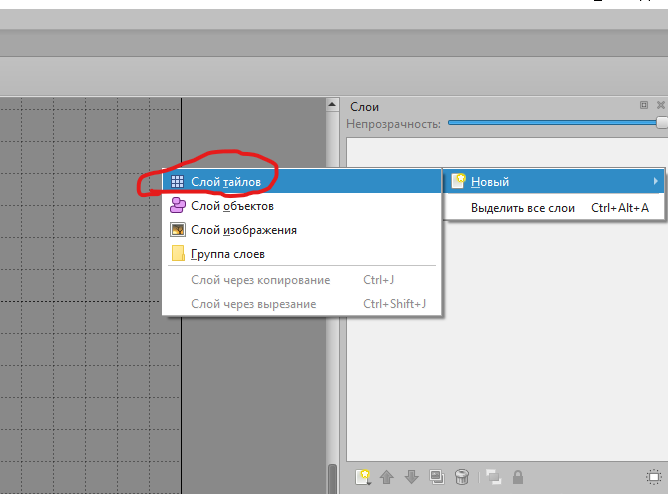 Слои
Непрозрачность:
Слой тайлов
Новый
Слой объектов
Выделить все слои Ctrl+Alt+A
Слой изображения
Группа слоев
Слой через копирование Ctrl+J
Слой через вырезание Ctrl+Shift+J